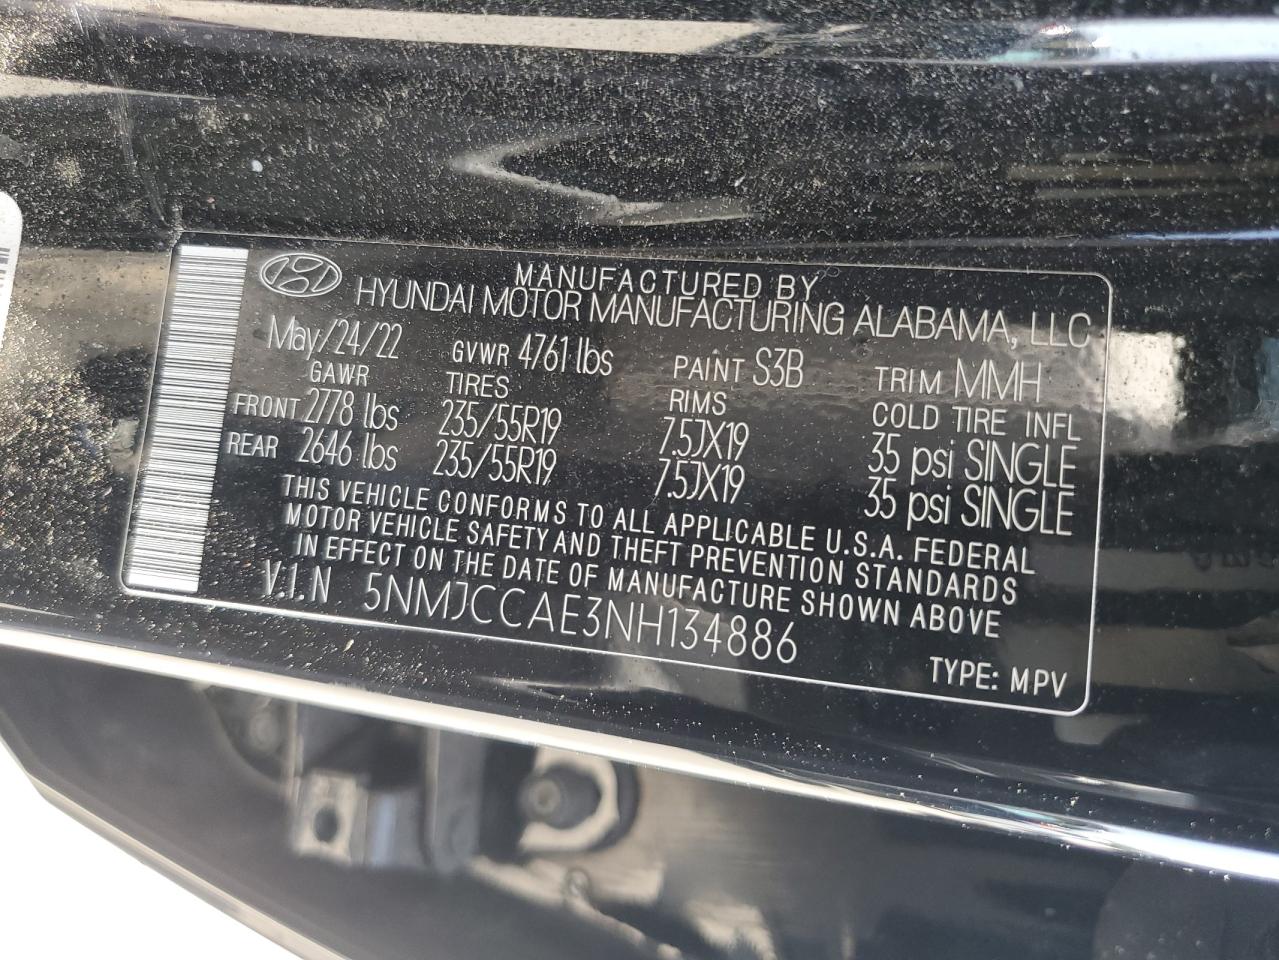 MANUFACTURED BY
HYUNDAI MOTOR MANUFACTURING ALABAMA, LLC
May/24/22 GVWR 4761 lbs PAINT S3B TRIM MMH
GAWR TIRES RIMS COLD TIRE INFL
FRONT 2778 lbs 235/55R19 7.5JX19 35 psi SINGLE
REAR 2646 lbs 235/55R19 7.5JX19 35 psi SINGLE
THIS VEHICLE CONFORMS TO ALL APPLICABLE U.S.A. FEDERAL
MOTOR VEHICLE SAFETY AND THEFT PREVENTION STANDARDS
IN EFFECT ON THE DATE OF MANUFACTURE SHOWN ABOVE
V.I.N 5NMJCCAE3NH134886
TYPE: MPV